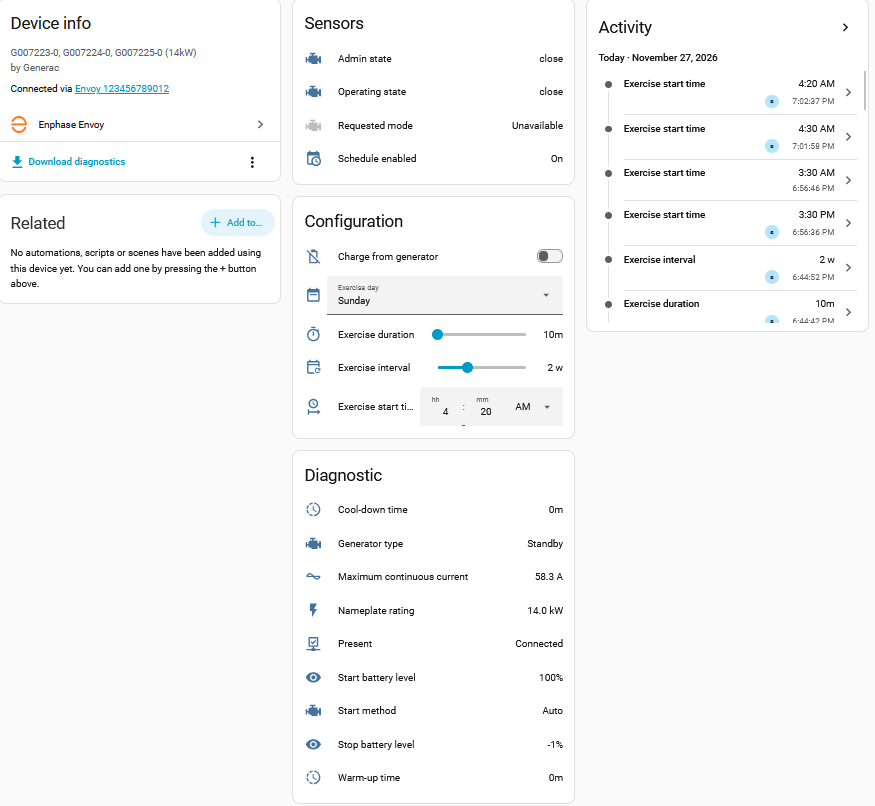 Device info
G007223-0, G007224-0, G007225-0 (14kW)
by Generac
Connected via Envoy 123456789012
Enphase Envoy
Download diagnostics
Related
Add to...
No automations, scripts or scenes have been added using
this device yet. You can add one by pressing the + button
above.
Sensors
Admin state close
Operating state close
Requested mode Unavailable
Schedule enabled On
Configuration
Charge from generator
Exercise day
Sunday
Exercise duration 10m
Exercise interval 2 w
Exercise start ti... hh 4 : mm 20 AM
Diagnostic
Cool-down time 0m
Generator type Standby
Maximum continuous current 58.3 A
Nameplate rating 14.0 kW
Present Connected
Start battery level 100%
Start method Auto
Stop battery level -1%
Warm-up time 0m
Activity
Today · November 27, 2026
Exercise start time 4:20 AM
7:02:37 PM
Exercise start time 4:30 AM
7:01:58 PM
Exercise start time 3:30 AM
6:56:46 PM
Exercise start time 3:30 PM
6:56:36 PM
Exercise interval 2 w
6:44:52 PM
Exercise duration 10m
6:44:42 PM